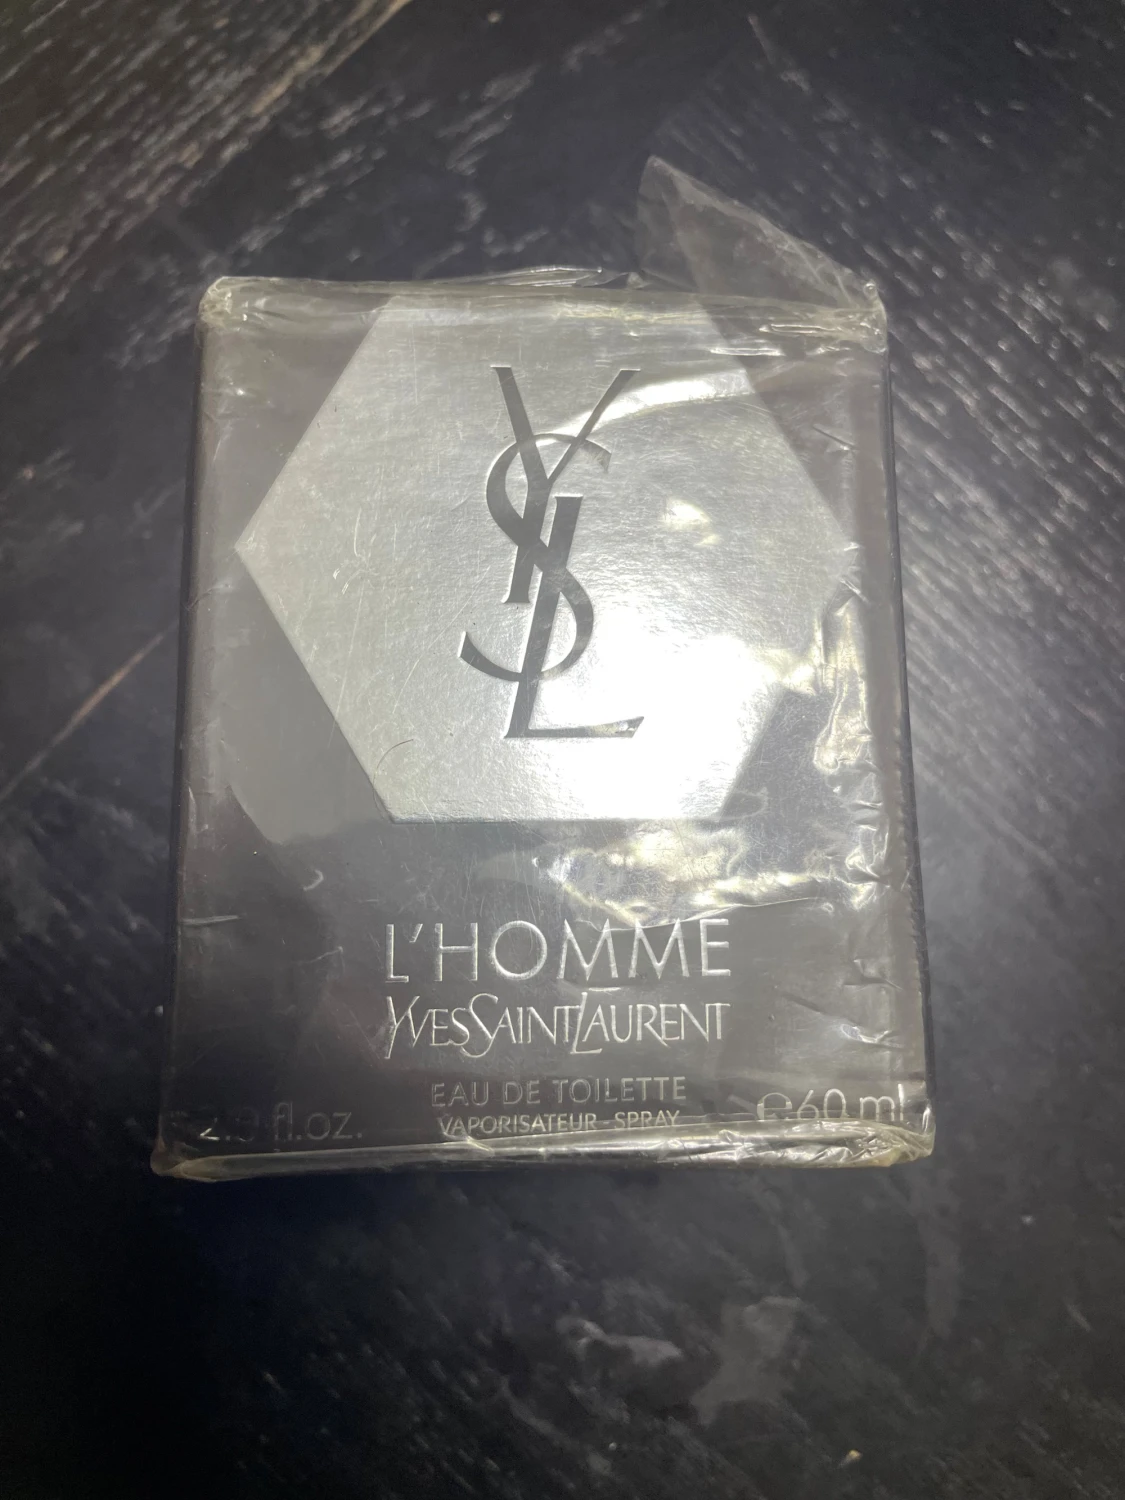 YSL
L'HOMME
YVESSAINTLAURENT
EAU DE TOILETTE
VAPORISATEUR - SPRAY
fl.oz.
℮60 ml